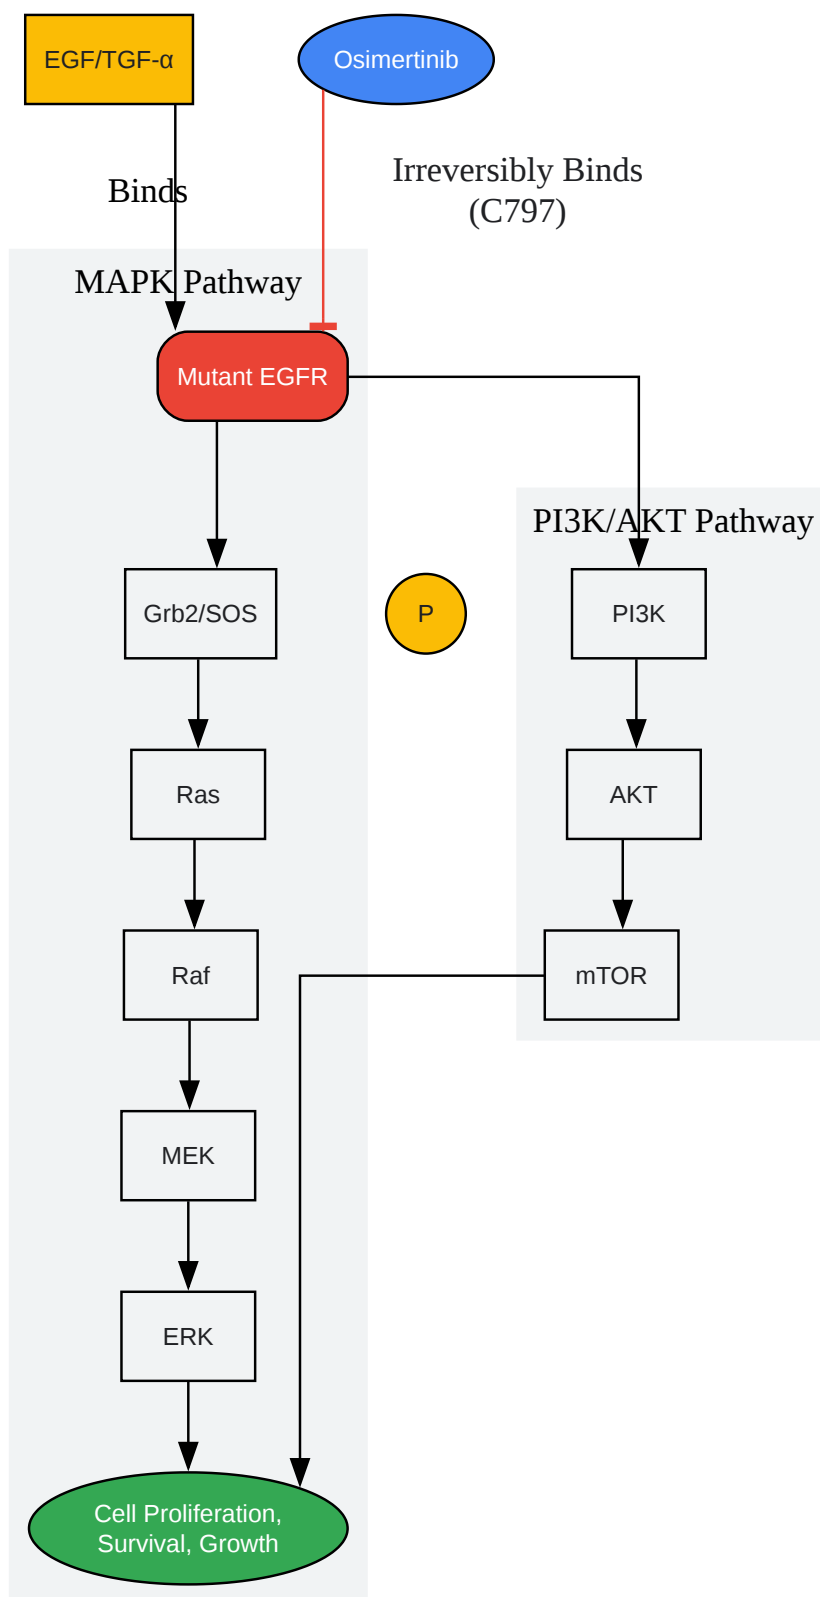 EGF/TGF-α
Osimertinib
Binds
Irreversibly Binds
(C797)
MAPK Pathway
Mutant EGFR
PI3K/AKT Pathway
Grb2/SOS
P
PI3K
Ras
AKT
Raf
mTOR
MEK
ERK
Cell Proliferation,
Survival, Growth